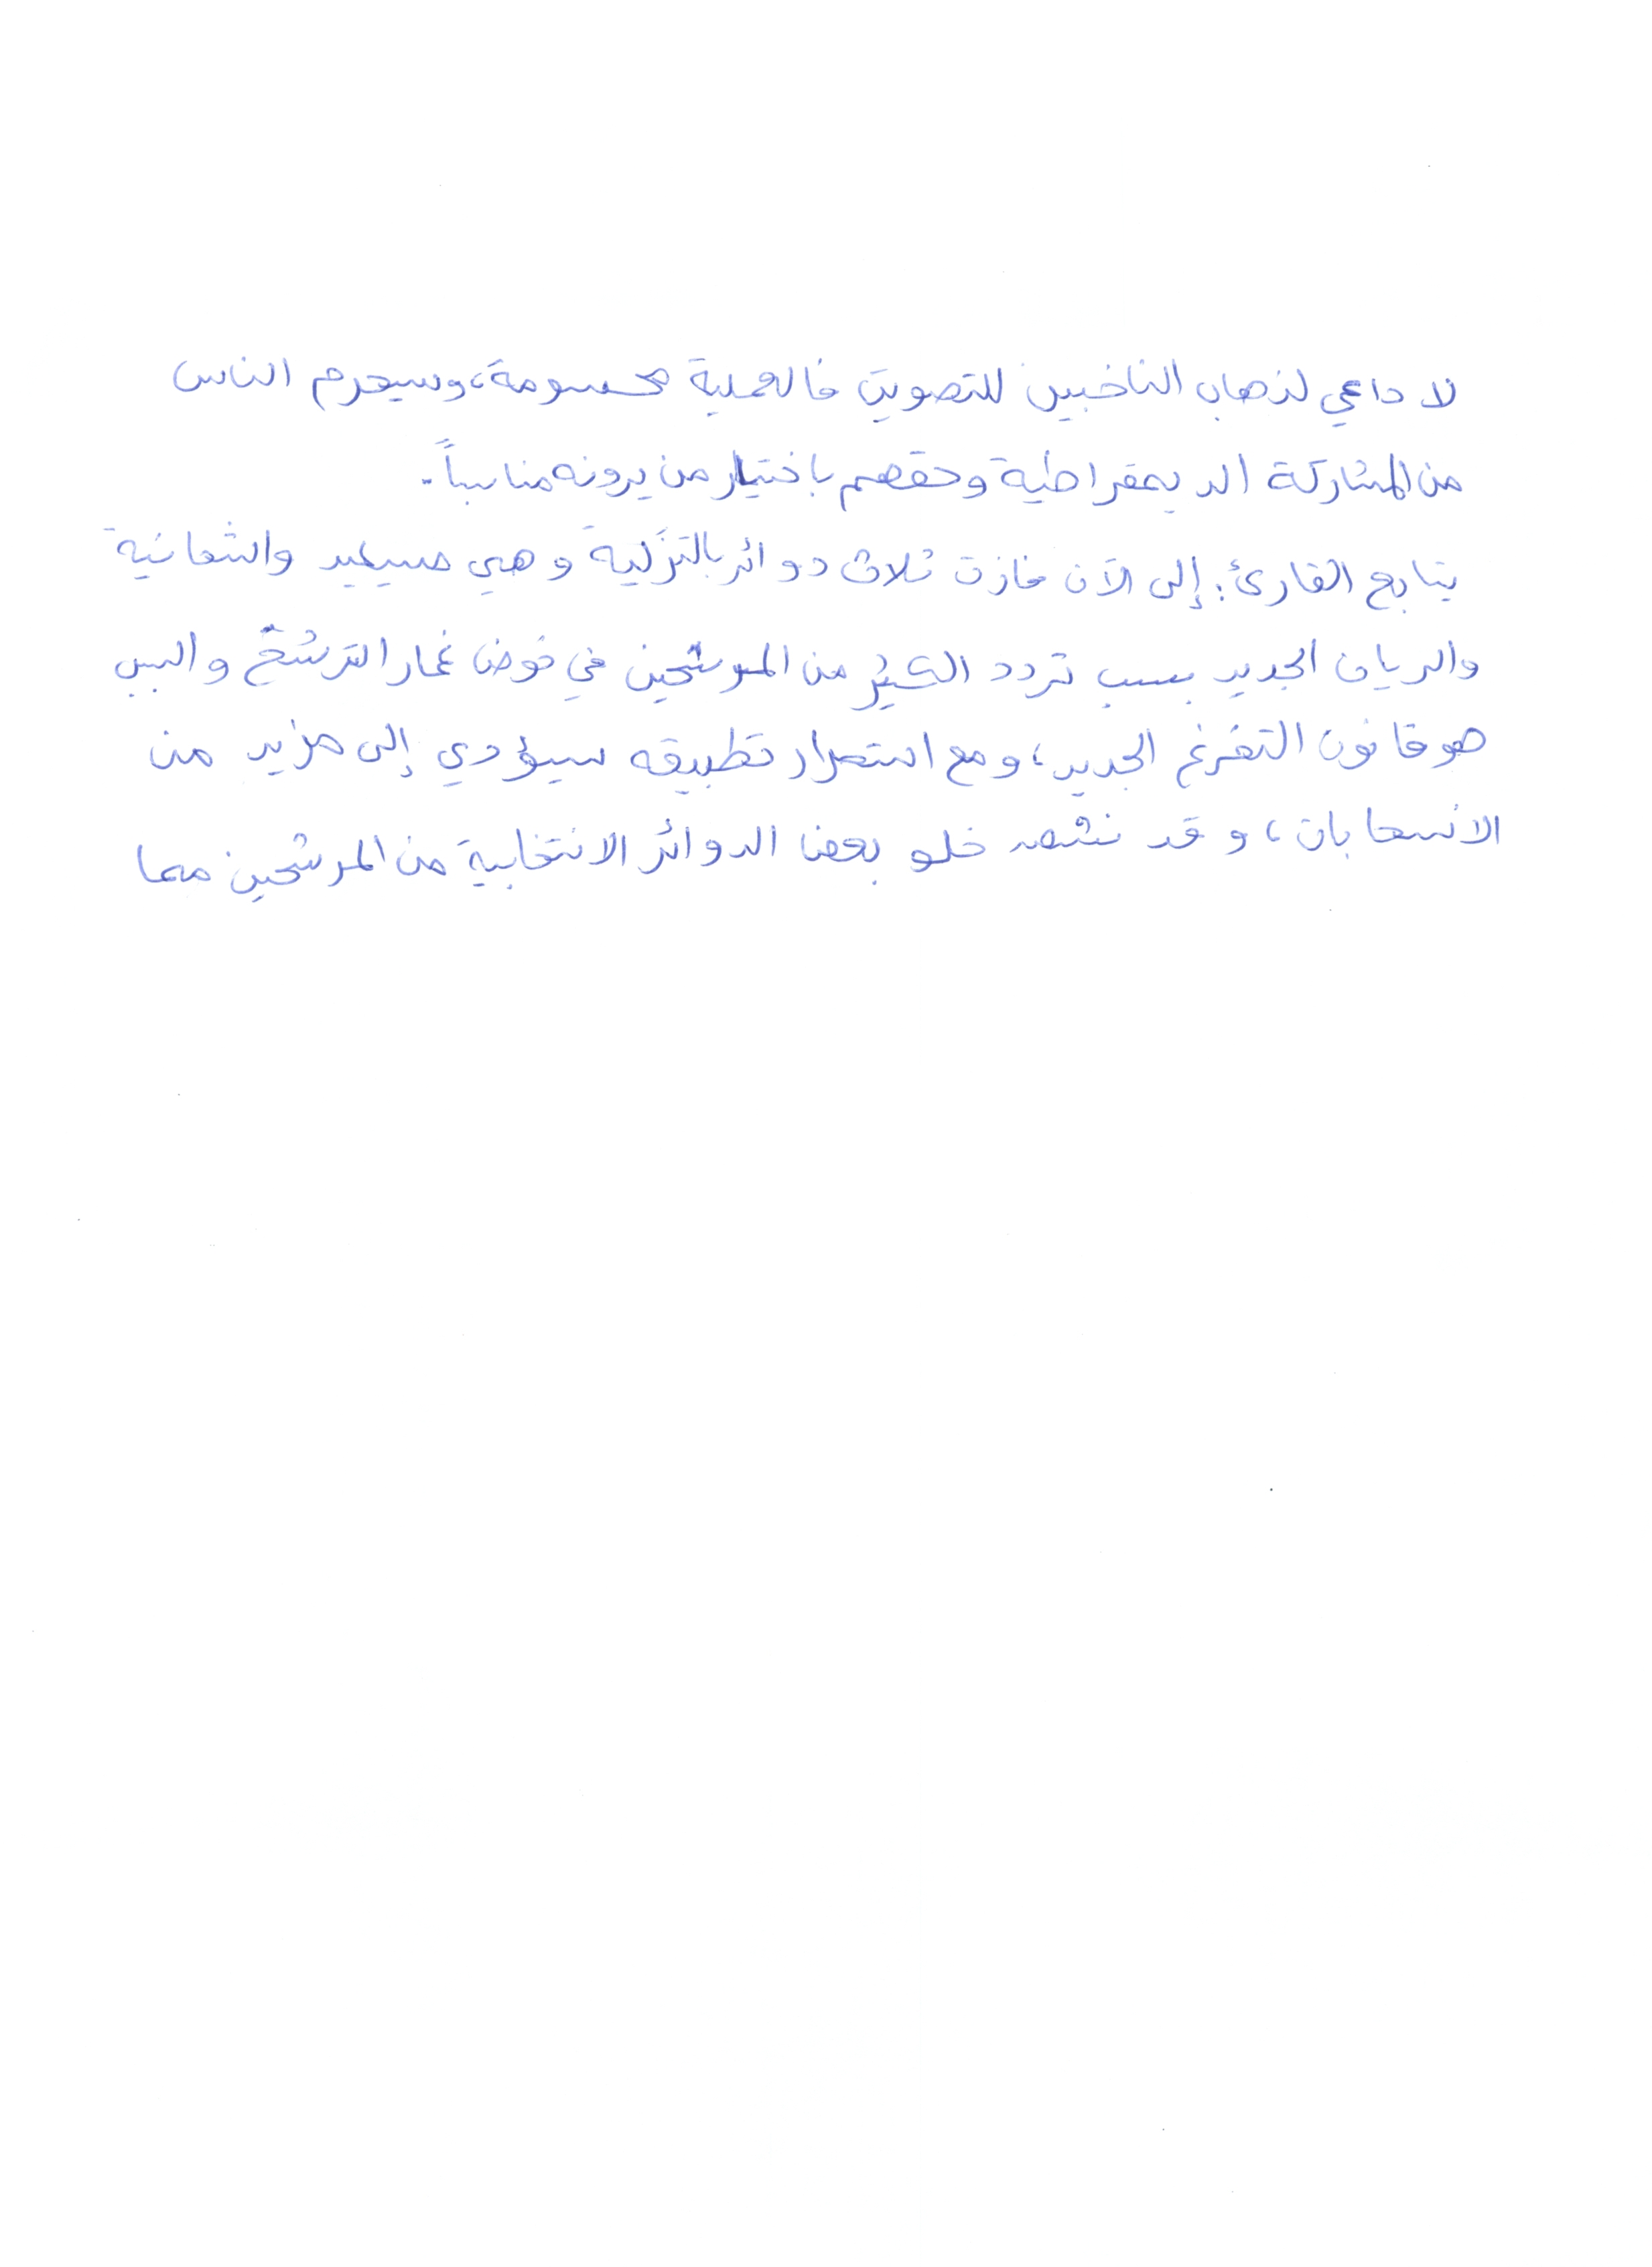 لا داعي لذهاب الناخبين للتصويت فالعملية محسومة، وسيحرم الناس
من المشاركة الديمقراطية وحقهم باختيار من يرونه مناسباً.
يتابع القارئ: إلى الآن فازت ثلاث دوائر بالتزكية وهي مسيمير والثمانية
والريان الجديد بسبب تردد الكثير من المرشحين في خوض غمار الترشح والسبب
هو قانون التفرغ الجديد، ومع استمرار تطبيقه سيؤدي إلى مزيد من
الانسحابات، وقد نشهد خلو بعض الدوائر الانتخابية من المرشحين مما